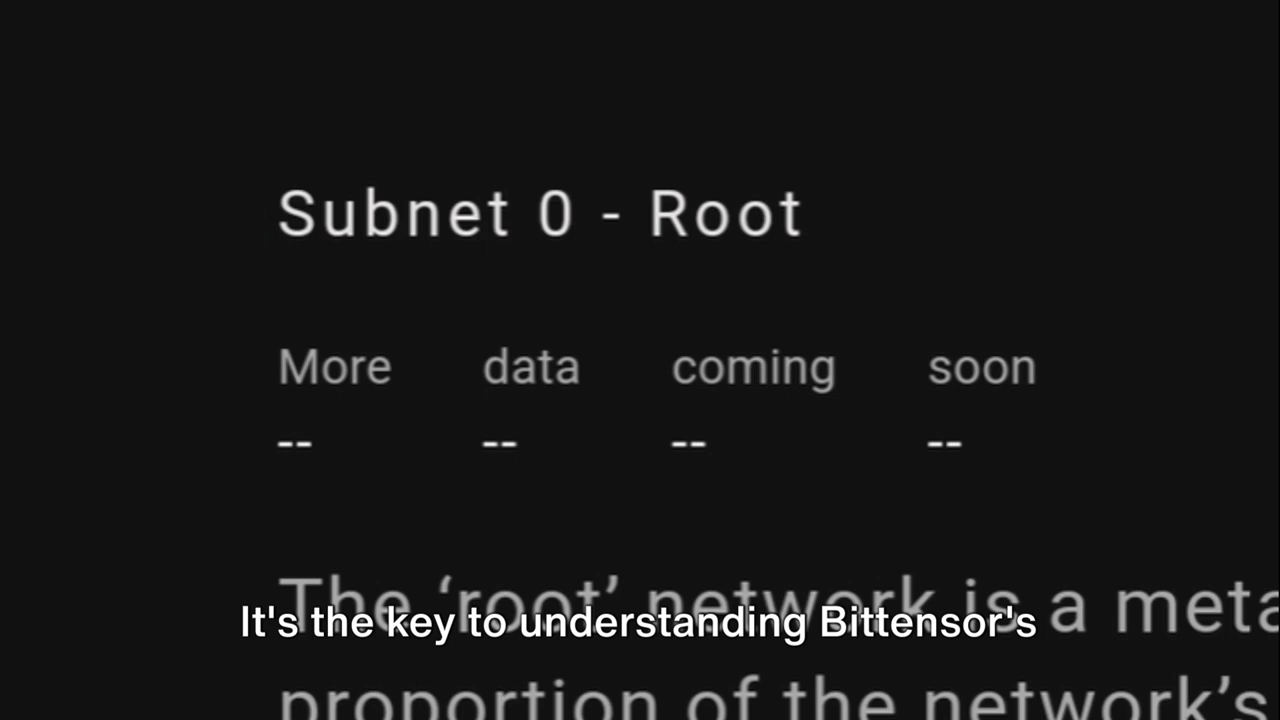 Subnet 0 - Root
More data coming soon
-- -- -- --
The ‘root’ network is a meta
It's the key to understanding Bittensor's
proportion of the network’s